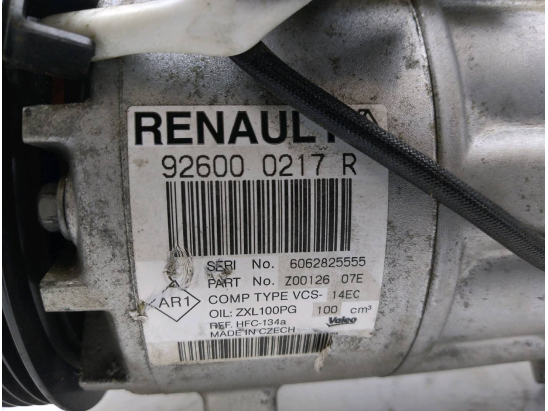 RENAULT
92600 0217 R
SERI No. 6062825555
PART No. Z00126 07E
AR1
COMP TYPE VCS- 14EC
OIL: ZXL100PG 100 cm³
REF. HFC-134a
Valeo
MADE IN CZECH